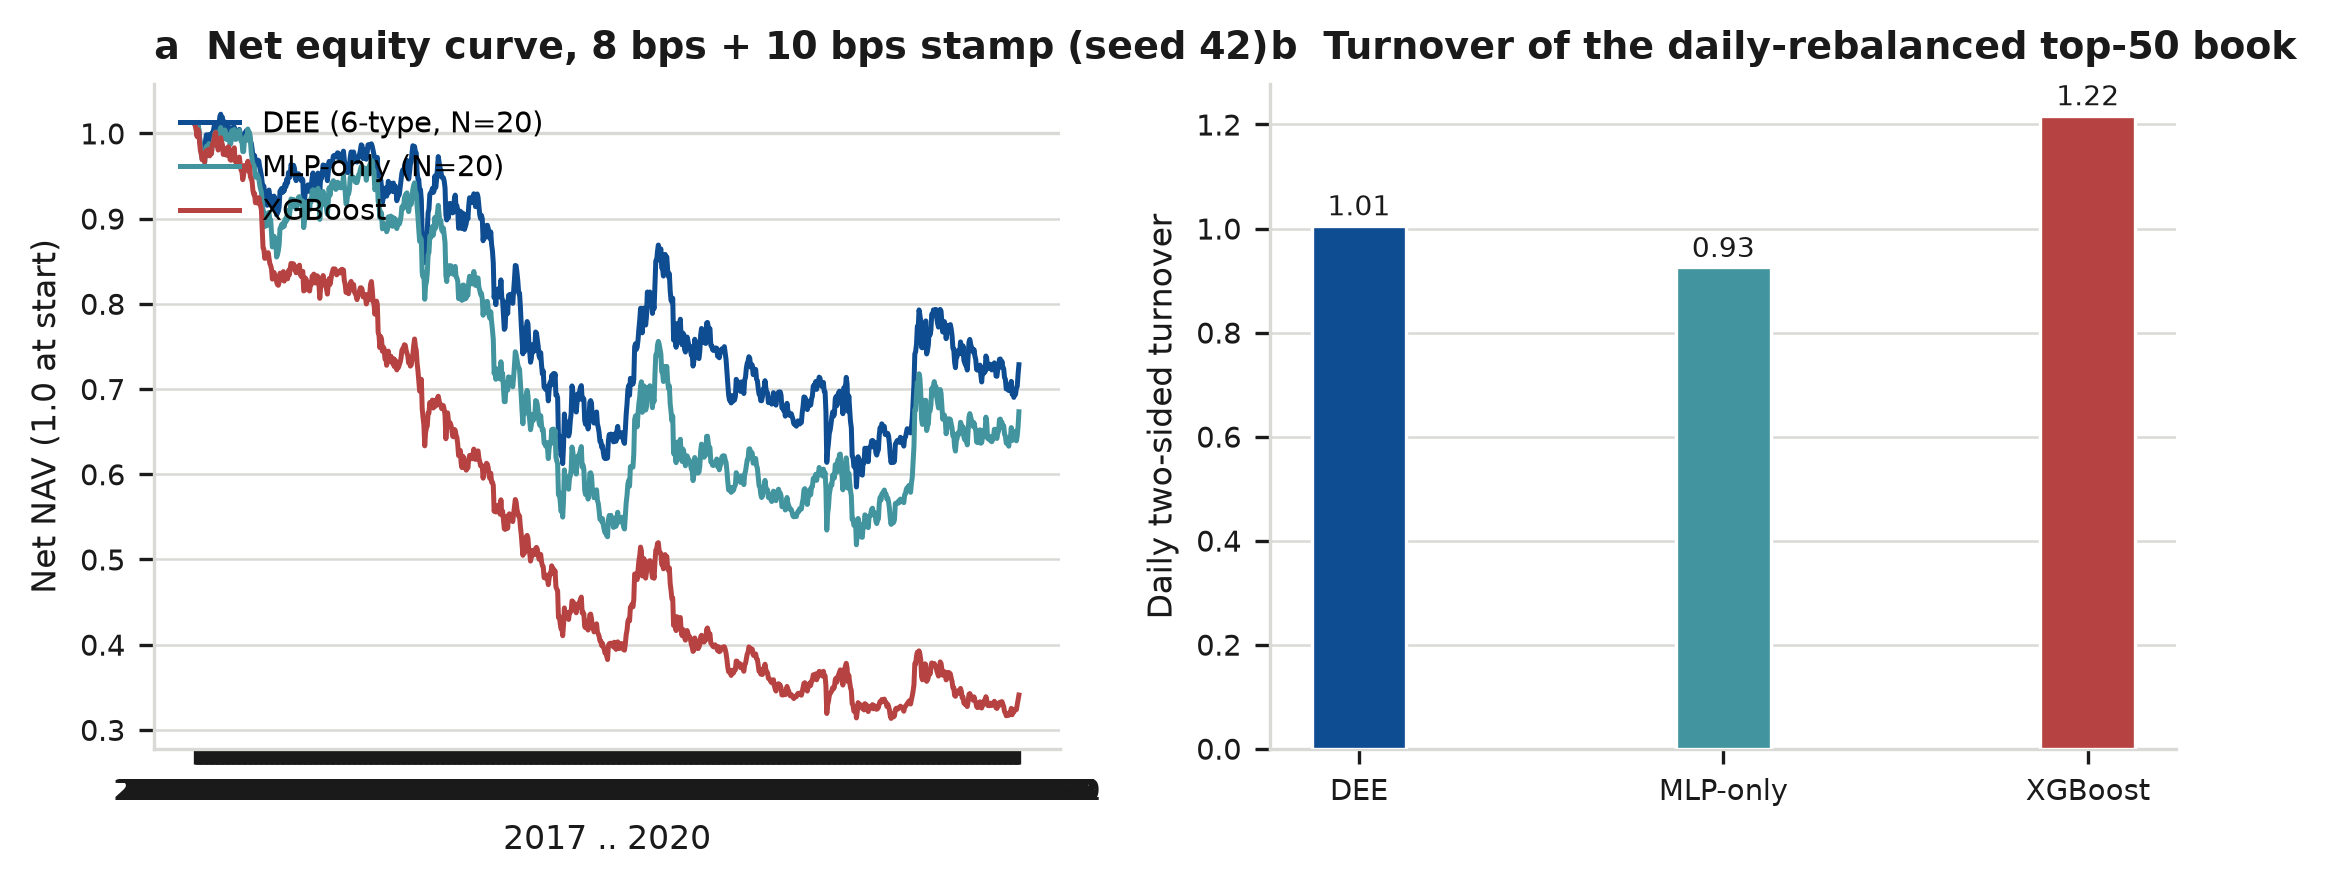 a  Net equity curve, 8 bps + 10 bps stamp (seed 42)
DEE (6-type, N=20)
MLP-only (N=20)
XGBoost
Net NAV (1.0 at start)
1.0
0.9
0.8
0.7
0.6
0.5
0.4
0.3
2017 .. 2020
b  Turnover of the daily-rebalanced top-50 book
Daily two-sided turnover
1.2
1.0
0.8
0.6
0.4
0.2
0.0
1.01
0.93
1.22
DEE
MLP-only
XGBoost